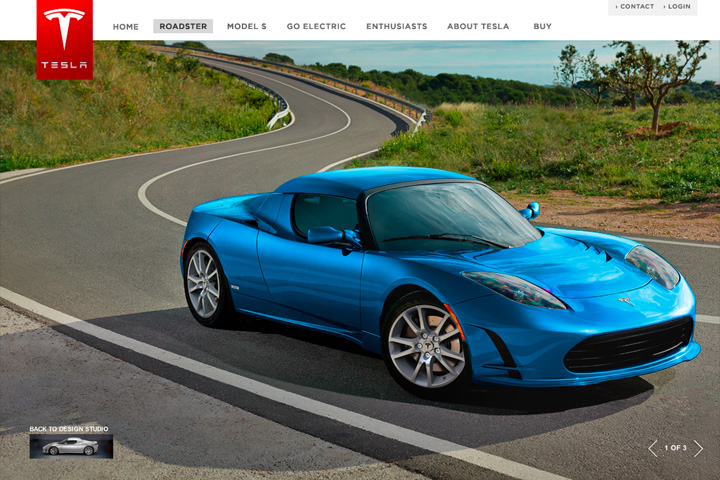 › CONTACT › LOGIN
TESLA
HOME ROADSTER MODEL S GO ELECTRIC ENTHUSIASTS ABOUT TESLA BUY
BACK TO DESIGN STUDIO
1 OF 3